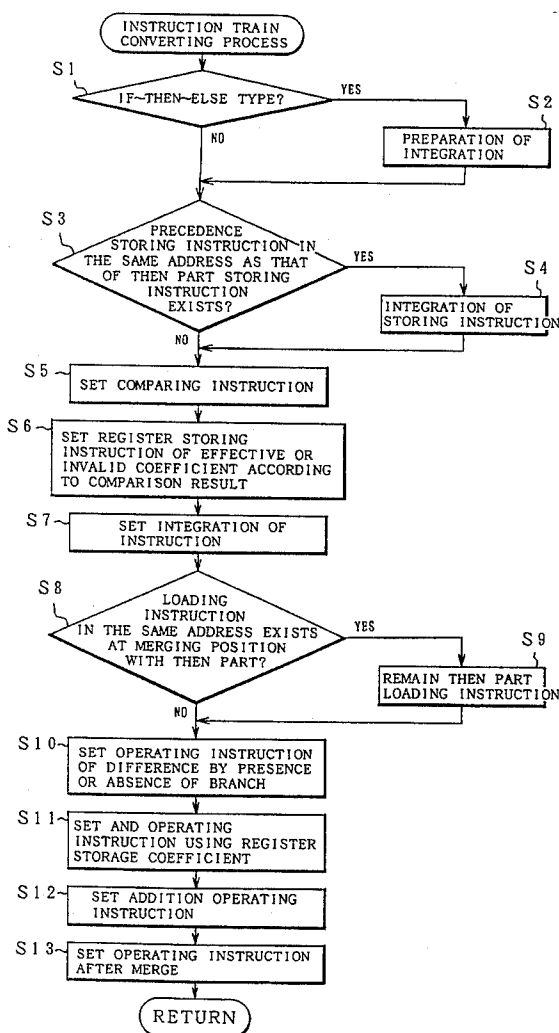 INSTRUCTION TRAIN
CONVERTING PROCESS
S1
IF~THEN~ELSE TYPE?
YES
S2
PREPARATION OF
INTEGRATION
NO
S3
PRECEDENCE
STORING INSTRUCTION IN
THE SAME ADDRESS AS THAT
OF THEN PART STORING
INSTRUCTION
EXISTS?
YES
S4
INTEGRATION OF
STORING INSTRUCTION
NO
S5
SET COMPARING INSTRUCTION
S6
SET REGISTER STORING
INSTRUCTION OF EFFECTIVE OR
INVALID COEFFICIENT ACCORDING
TO COMPARISON RESULT
S7
SET INTEGRATION OF
INSTRUCTION
S8
LOADING
INSTRUCTION
IN THE SAME ADDRESS EXISTS
AT MERGING POSITION
WITH THEN PART?
YES
S9
REMAIN THEN PART
LOADING INSTRUCTION
NO
S10
SET OPERATING INSTRUCTION
OF DIFFERENCE BY PRESENCE
OR ABSENCE OF BRANCH
S11
SET AND OPERATING
INSTRUCTION USING REGISTER
STORAGE COEFFICIENT
S12
SET ADDITION OPERATING
INSTRUCTION
S13
SET OPERATING INSTRUCTION
AFTER MERGE
RETURN